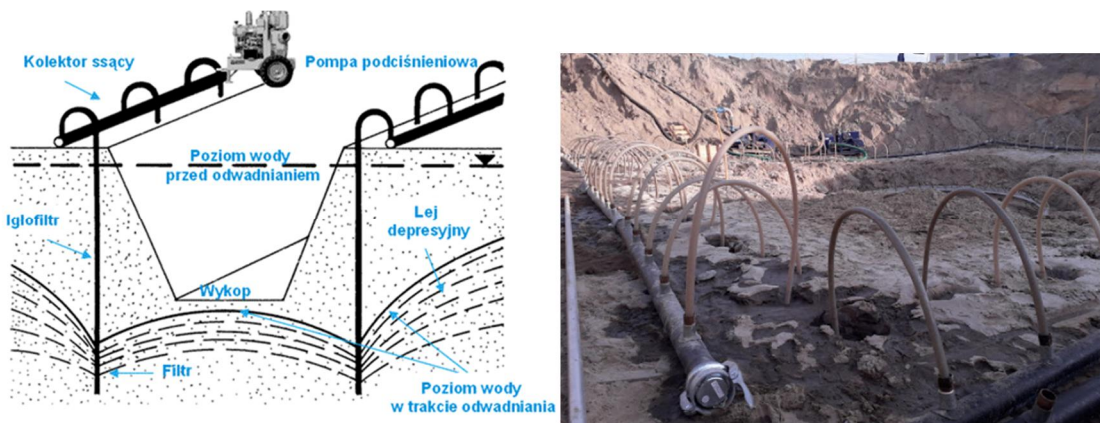 Kolektor ssący
Pompa podciśnieniowa
Poziom wody
przed odwadnianiem
Iglofiltr
Lej
depresyjny
Wykop
Filtr
Poziom wody
w trakcie odwadniania